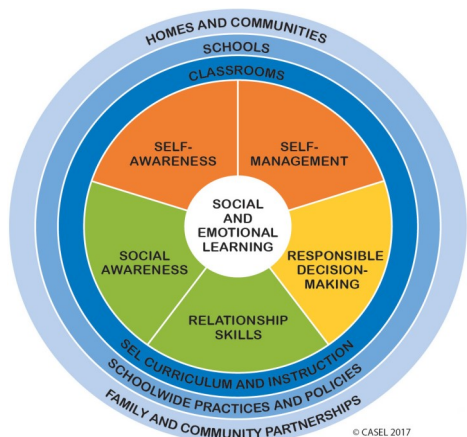 HOMES AND COMMUNITIES
SCHOOLS
CLASSROOMS
SELF-
AWARENESS
SELF-
MANAGEMENT
SOCIAL
AND
EMOTIONAL
LEARNING
SOCIAL
AWARENESS
RESPONSIBLE
DECISION-
MAKING
RELATIONSHIP
SKILLS
SEL CURRICULUM AND INSTRUCTION
SCHOOLWIDE PRACTICES AND POLICIES
FAMILY AND COMMUNITY PARTNERSHIPS
© CASEL 2017